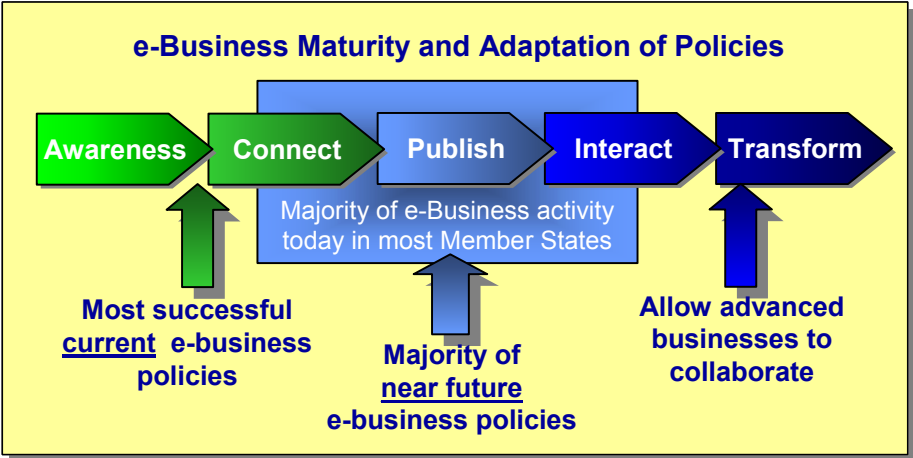 e-Business Maturity and Adaptation of Policies
Awareness
Connect
Publish
Interact
Transform
Majority of e-Business activity
today in most Member States
Most successful
current e-business
policies
Majority of
near future
e-business policies
Allow advanced
businesses to
collaborate